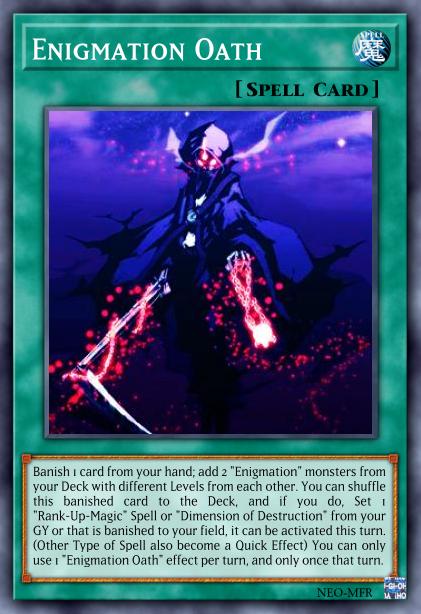 Enigmation Oath
SPELL
魔
[Spell Card]
Banish 1 card from your hand; add 2 "Enigmation" monsters from
your Deck with different Levels from each other. You can shuffle
this banished card to the Deck, and if you do, Set 1
"Rank-Up-Magic" Spell or "Dimension of Destruction" from your
GY or that is banished to your field, it can be activated this turn.
(Other Type of Spell also become a Quick Effect) You can only
use 1 "Enigmation Oath" effect per turn, and only once that turn.
NEO-MFR